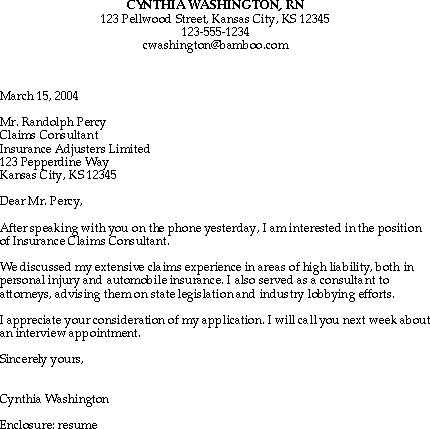 CYNTHIA WASHINGTON, RN
123 Pellwood Street, Kansas City, KS 12345
123-555-1234
cwashington@bamboo.com
March 15, 2004
Mr. Randolph Percy
Claims Consultant
Insurance Adjusters Limited
123 Pepperdine Way
Kansas City, KS 12345
Dear Mr. Percy,
After speaking with you on the phone yesterday, I am interested in the position
of Insurance Claims Consultant.
We discussed my extensive claims experience in areas of high liability, both in
personal injury and automobile insurance. I also served as a consultant to
attorneys, advising them on state legislation and industry lobbying efforts.
I appreciate your consideration of my application. I will call you next week about
an interview appointment.
Sincerely yours,
Cynthia Washington
Enclosure: resume